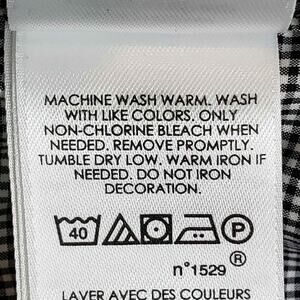 MACHINE WASH WARM. WASH
WITH LIKE COLORS. ONLY
NON-CHLORINE BLEACH WHEN
NEEDED. REMOVE PROMPTLY.
TUMBLE DRY LOW. WARM IRON IF
NEEDED. DO NOT IRON
DECORATION.
40 P
®
n°1529
LAVER AVEC DES COULEURS